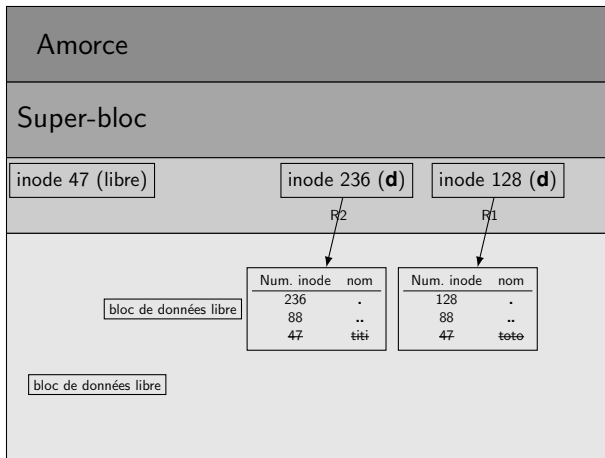 Amorce
Super-bloc
inode 47 (libre)
inode 236 (d)
inode 128 (d)
R2
R1
Num. inode nom
236 .
88 ..
47 titi
Num. inode nom
128 .
88 ..
47 toto
bloc de données libre
bloc de données libre